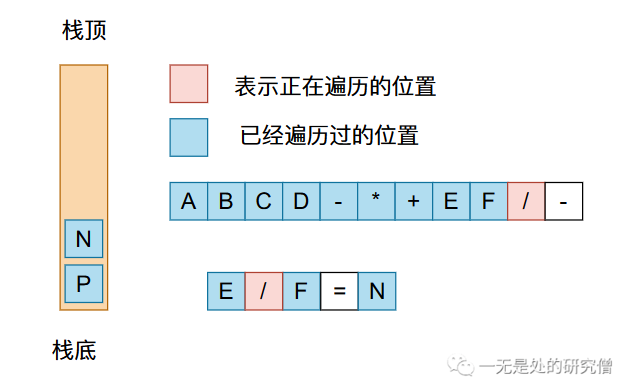 栈顶
表示正在遍历的位置
已经遍历过的位置
A B C D - * + E F / -
N
P
E / F = N
栈底
一无是处的研究僧